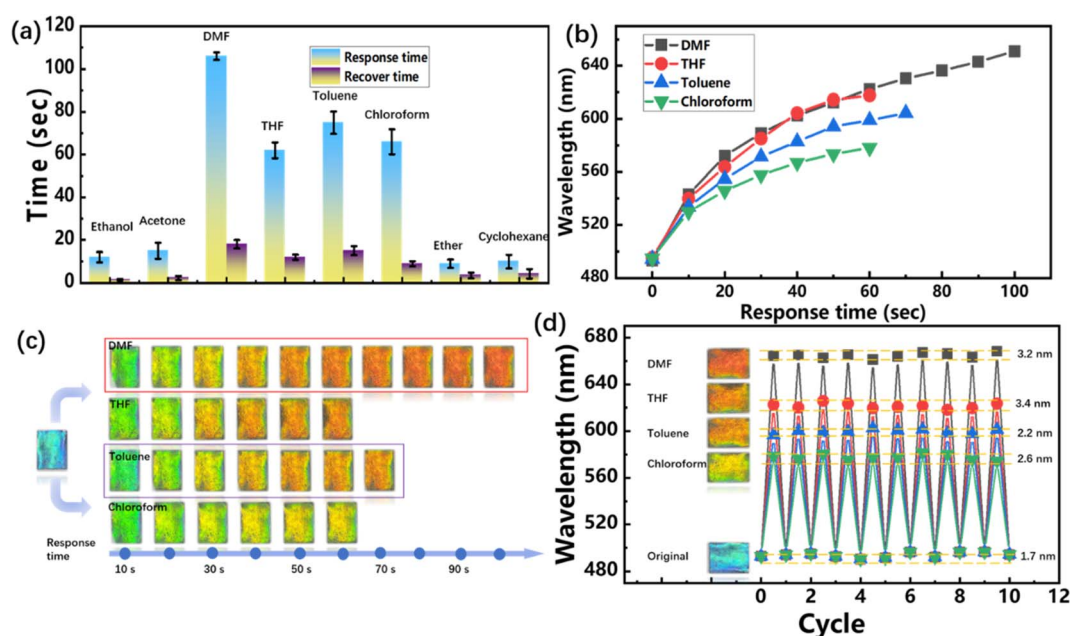 (a)
Time (sec)
120
100
80
60
40
20
0
DMF
Response time
Recover time
Toluene
Chloroform
THF
Ethanol
Acetone
Ether
Cyclohexane
(b)
Wavelength (nm)
640
600
560
520
480
DMF
THF
Toluene
Chloroform
0 20 40 60 80 100
Response time (sec)
(c)
DMF
THF
Toluene
Chloroform
Response
time
10 s 30 s 50 s 70 s 90 s
(d)
Wavelength (nm)
680
640
600
560
520
480
DMF
THF
Toluene
Chloroform
Original
3.2 nm
3.4 nm
2.2 nm
2.6 nm
1.7 nm
0 2 4 6 8 10 12
Cycle